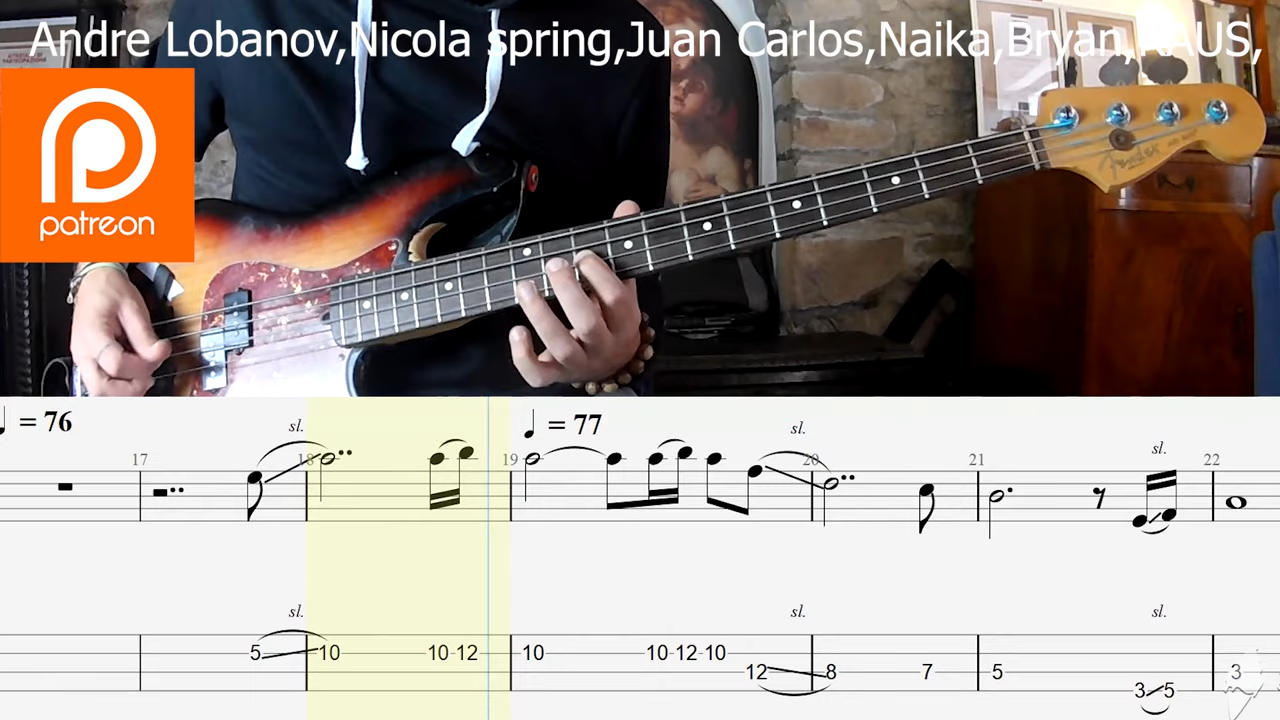 Andre Lobanov,Nicola spring,Juan Carlos,Naika,Bryan,KAUS,
patreon
Fender
= 76
= 77
sl. sl. sl.
17 18 19 20 21 22
sl. sl. sl.
5 10 10 12 10 10 12 10
12 8 7 5 3
3 5